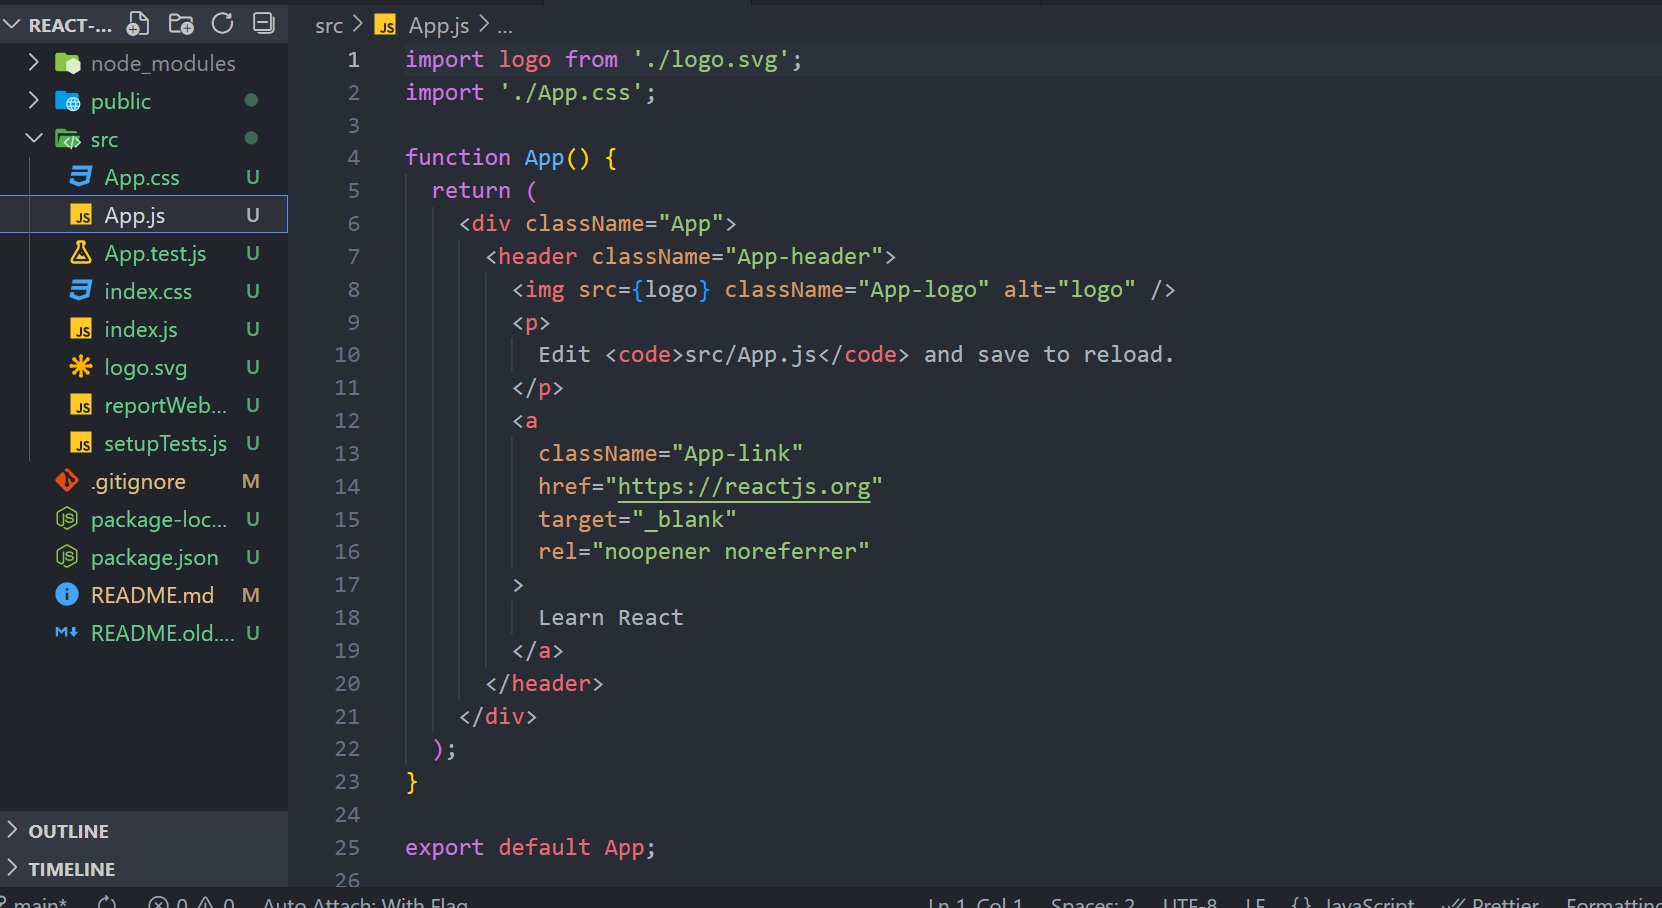 REACT-...
node_modules
public
src
App.css U
App.js U
App.test.js U
index.css U
index.js U
logo.svg U
reportWeb... U
setupTests.js U
.gitignore M
package-loc... U
package.json U
README.md M
README.old.... U
OUTLINE
TIMELINE
src > JS App.js > ...
1 import logo from './logo.svg';
2 import './App.css';
3
4 function App() {
5 return (
6 <div className="App">
7 <header className="App-header">
8 <img src={logo} className="App-logo" alt="logo" />
9 <p>
10 Edit <code>src/App.js</code> and save to reload.
11 </p>
12 <a
13 className="App-link"
14 href="https://reactjs.org"
15 target="_blank"
16 rel="noopener noreferrer"
17 >
18 Learn React
19 </a>
20 </header>
21 </div>
22 );
23 }
24
25 export default App;
26
main* 0 0 Auto Attach: With Flag Ln 1, Col 1 Spaces: 2 UTF-8 LF {} JavaScript Prettier Formatting